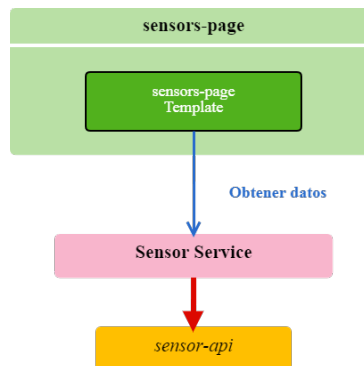 sensors-page
sensors-page
Template
Obtener datos
Sensor Service
sensor-api